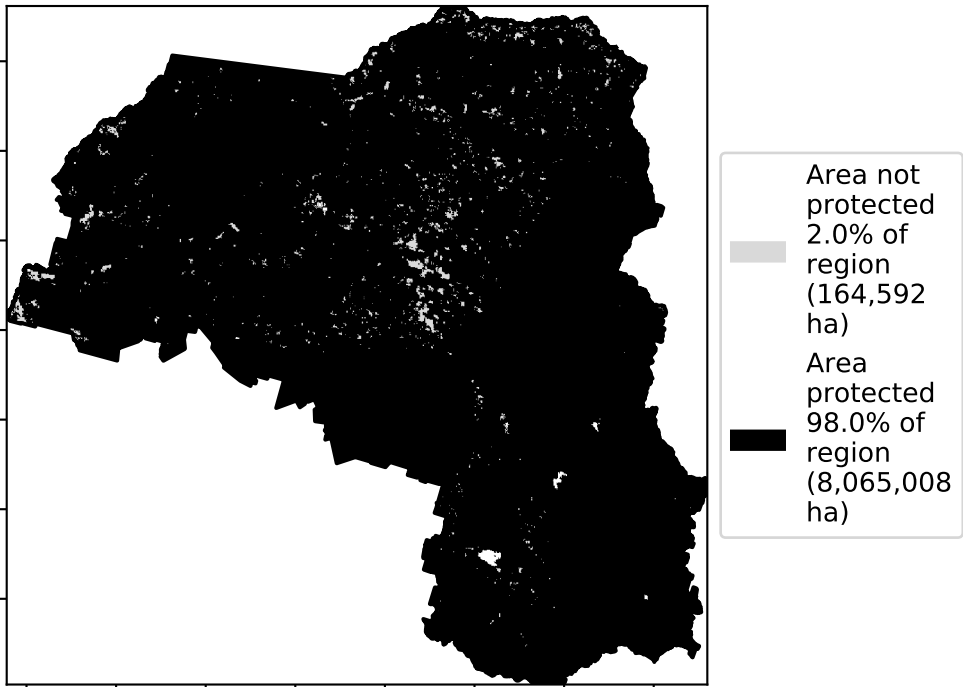 Area not
protected
2.0% of
region
(164,592
ha)
Area
protected
98.0% of
region
(8,065,008
ha)